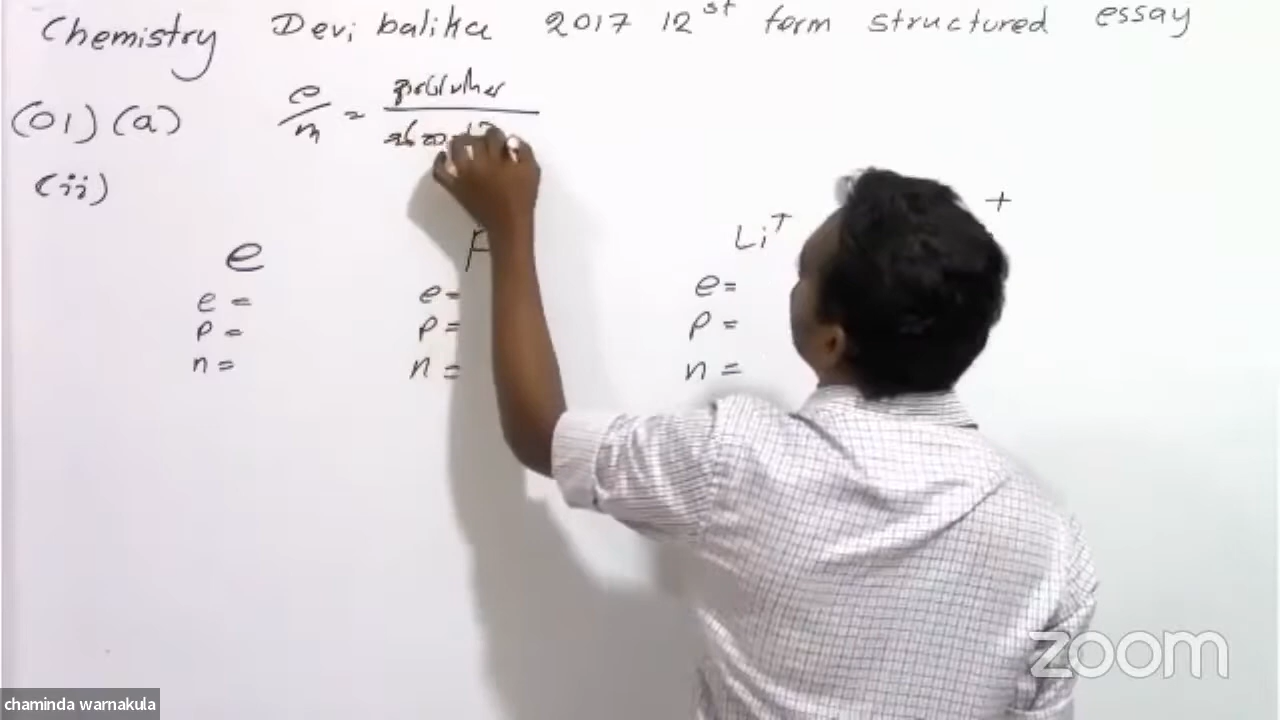 Chemistry Devi balika 2017 12st form structured essay
(01) (a) e/m =
(ii)
e Li+ +
e = e= e=
p = p= p =
n = n = n =
zoom
chaminda warnakula